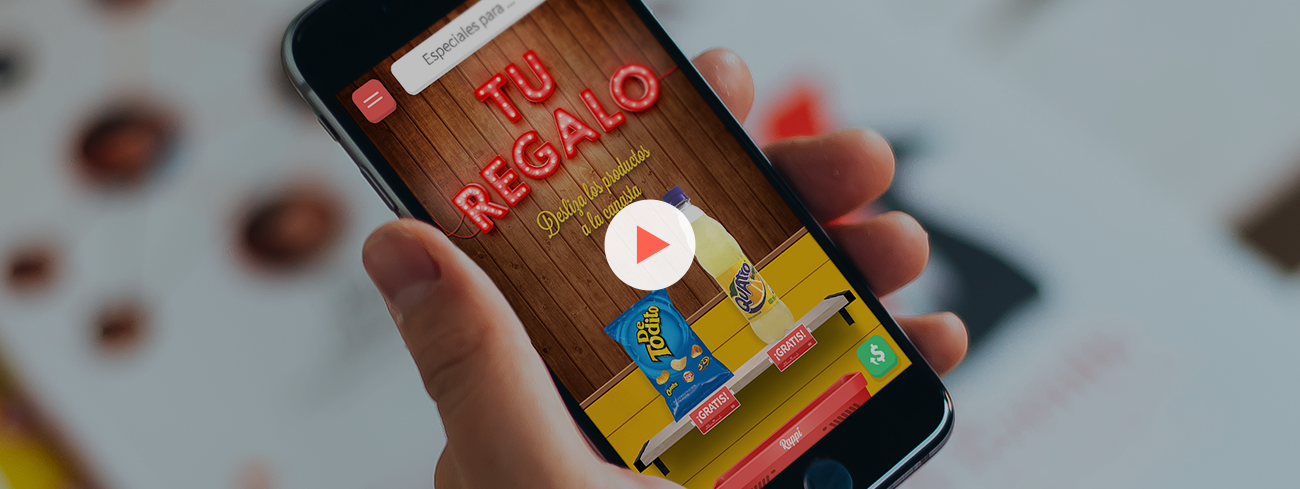 Especiales para ...
TU
REGALO
Desliza los productos
a la canasta
QUATRO
De
Todito
¡GRATIS!
¡GRATIS!
Rappi